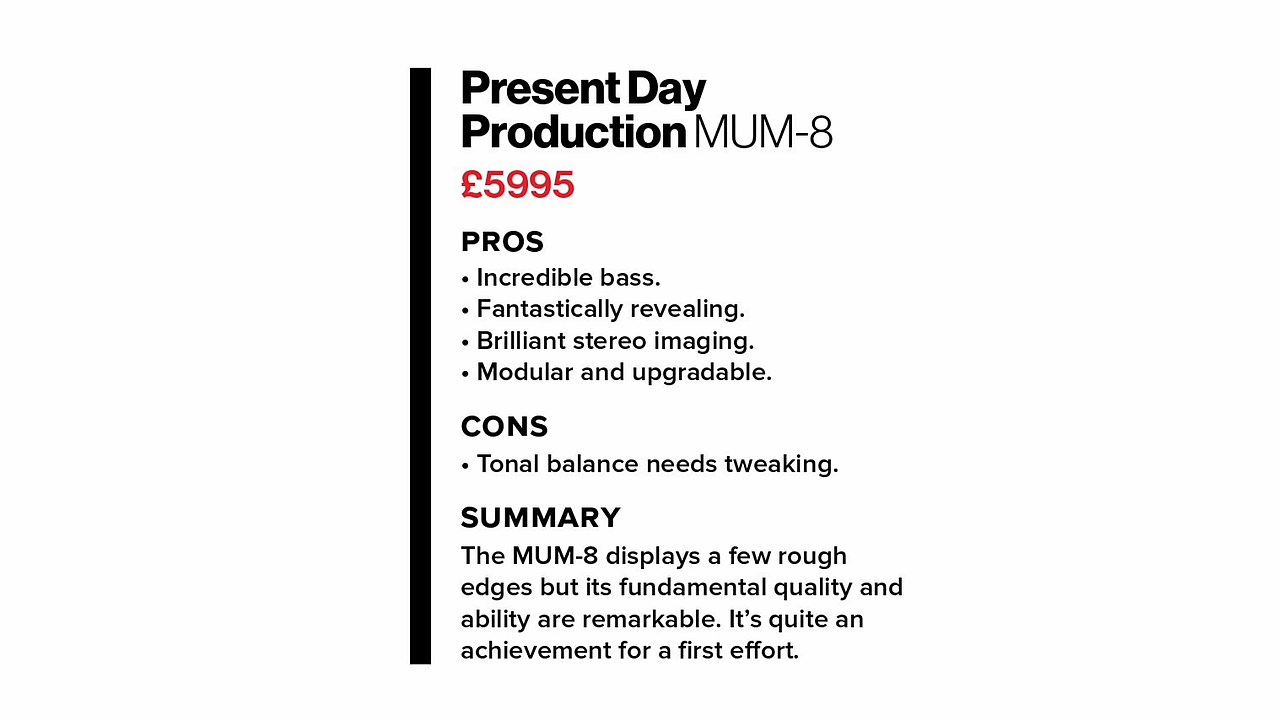 Present Day
Production MUM-8
£5995
PROS
• Incredible bass.
• Fantastically revealing.
• Brilliant stereo imaging.
• Modular and upgradable.
CONS
• Tonal balance needs tweaking.
SUMMARY
The MUM-8 displays a few rough
edges but its fundamental quality and
ability are remarkable. It’s quite an
achievement for a first effort.